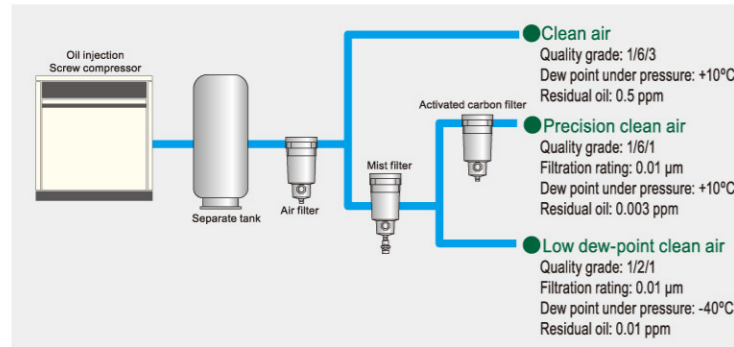 Oil injection
Screw compressor
Separate tank
Air filter
Mist filter
Activated carbon filter
Clean air
Quality grade: 1/6/3
Dew point under pressure: +10°C
Residual oil: 0.5 ppm
Precision clean air
Quality grade: 1/6/1
Filtration rating: 0.01 μm
Dew point under pressure: +10°C
Residual oil: 0.003 ppm
Low dew-point clean air
Quality grade: 1/2/1
Filtration rating: 0.01 μm
Dew point under pressure: -40°C
Residual oil: 0.01 ppm